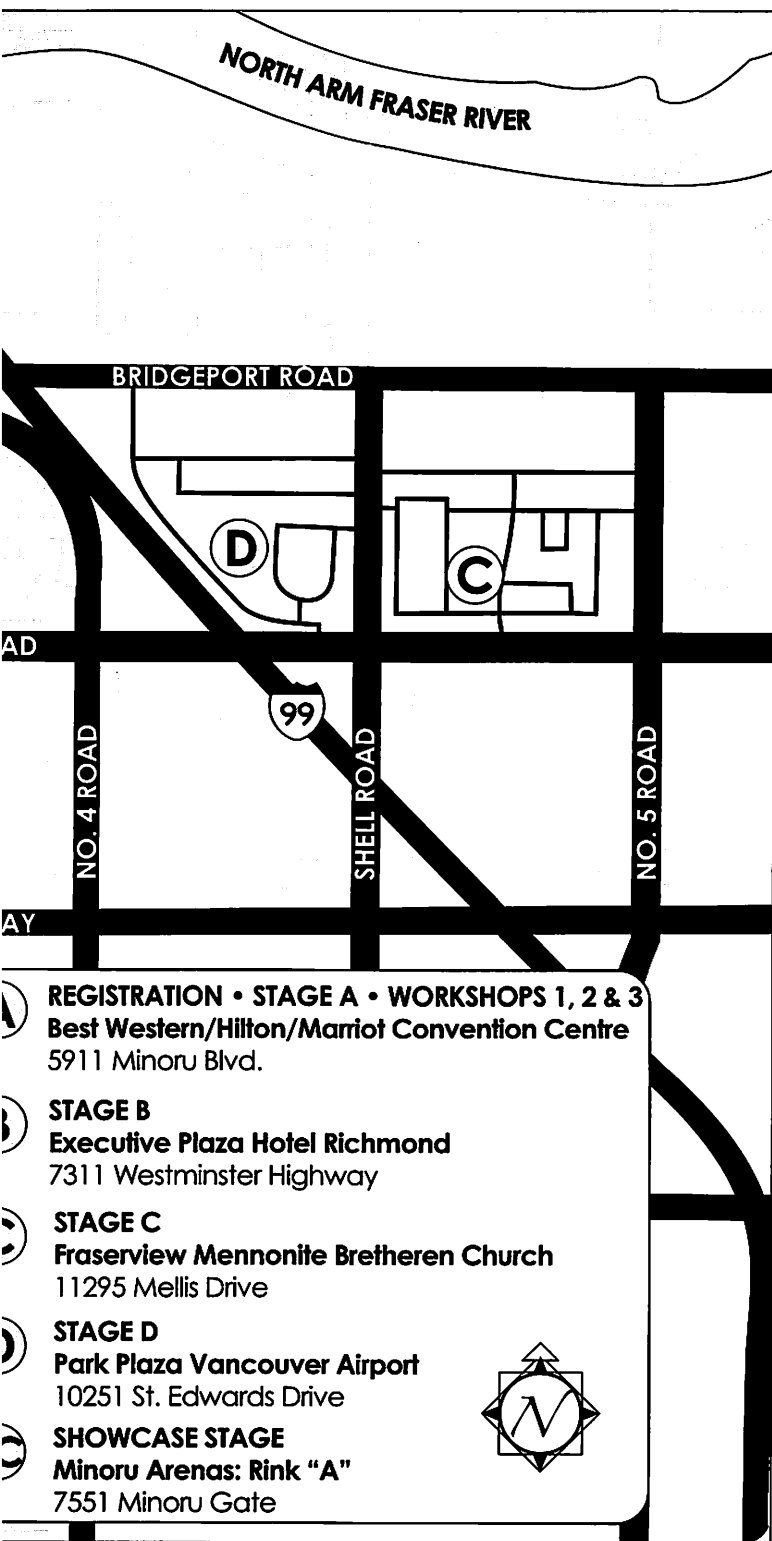 NORTH ARM FRASER RIVER
BRIDGEPORT ROAD
D
C
AD
99
NO. 4 ROAD
SHELL ROAD
NO. 5 ROAD
AY
A
REGISTRATION • STAGE A • WORKSHOPS 1, 2 & 3
Best Western/Hilton/Marriot Convention Centre
5911 Minoru Blvd.
B
STAGE B
Executive Plaza Hotel Richmond
7311 Westminster Highway
C
STAGE C
Fraserview Mennonite Bretheren Church
11295 Mellis Drive
D
STAGE D
Park Plaza Vancouver Airport
10251 St. Edwards Drive
SHOWCASE STAGE
Minoru Arenas: Rink “A”
7551 Minoru Gate
N